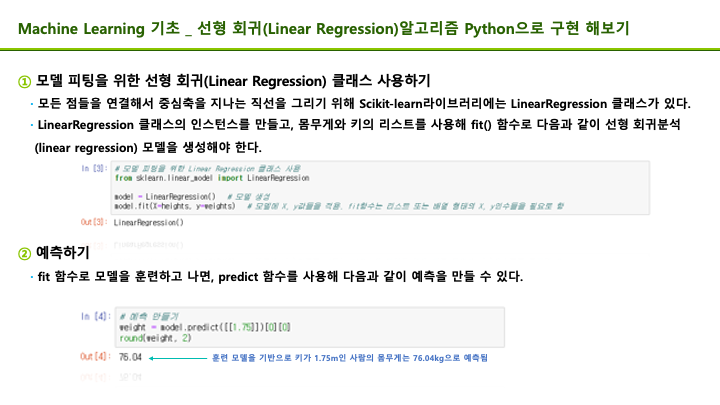 Machine Learning 기초 _ 선형 회귀(Linear Regression)알고리즘 Python으로 구현 해보기
① 모델 피팅을 위한 선형 회귀(Linear Regression) 클래스 사용하기
· 모든 점들을 연결해서 중심축을 지나는 직선을 그리기 위해 Scikit-learn라이브러리에는 LinearRegression 클래스가 있다.
· LinearRegression 클래스의 인스턴스를 만들고, 몸무게와 키의 리스트를 사용해 fit() 함수로 다음과 같이 선형 회귀분석
(linear regression) 모델을 생성해야 한다.
In [3]: # 모델 피팅을 위한 Linear Regression 클래스 사용
from sklearn.linear_model import LinearRegression
model = LinearRegression() # 모델 생성
model.fit(X=heights, y=weights) # 모델에 X, y값들을 적용. fit함수는 리스트 또는 배열 형태의 X, y인수들을 필요로 함
Out[3]: LinearRegression()
② 예측하기
· fit 함수로 모델을 훈련하고 나면, predict 함수를 사용해 다음과 같이 예측을 만들 수 있다.
In [4]: # 예측 만들기
weight = model.predict([[1.75]])[0][0]
round(weight, 2)
Out[4]: 76.04 훈련 모델을 기반으로 키가 1.75m인 사람의 몸무게는 76.04kg으로 예측됨